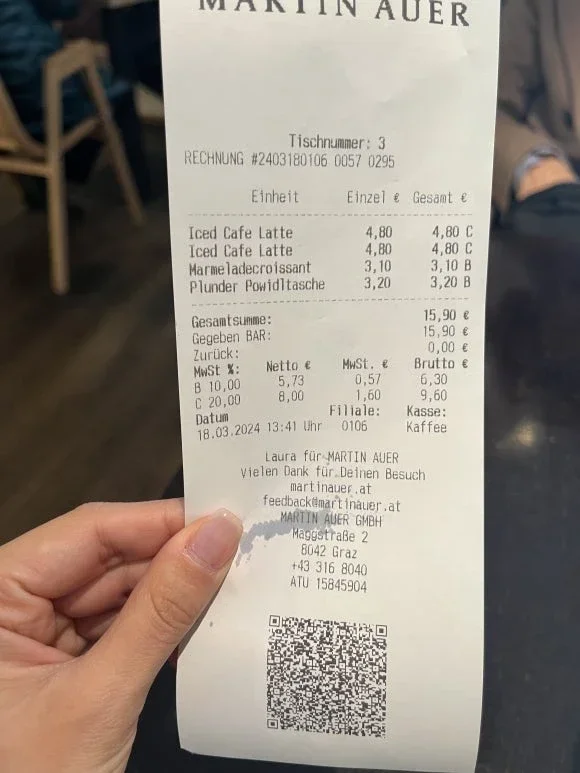 MARTIN AUER
Tischnummer: 3
RECHNUNG #2403180106 0057 0295
Einheit Einzel € Gesamt €
Iced Cafe Latte 4,80 4,80 C
Iced Cafe Latte 4,80 4,80 C
Marmeladecroissant 3,10 3,10 B
Plunder Powidltasche 3,20 3,20 B
Gesamtsumme: 15,90 €
Gegeben BAR: 15,90 €
Zurück: 0,00 €
MwSt %: Netto € MwSt. € Brutto €
B 10,00 5,73 0,57 6,30
C 20,00 8,00 1,60 9,60
Datum Filiale: Kasse:
18.03.2024 13:41 Uhr 0106 Kaffee
Laura für MARTIN AUER
Vielen Dank für Deinen Besuch
martinauer.at
feedback@martinauer.at
MARTIN AUER GMBH
Maggstraße 2
8042 Graz
+43 316 8040
ATU 15845904